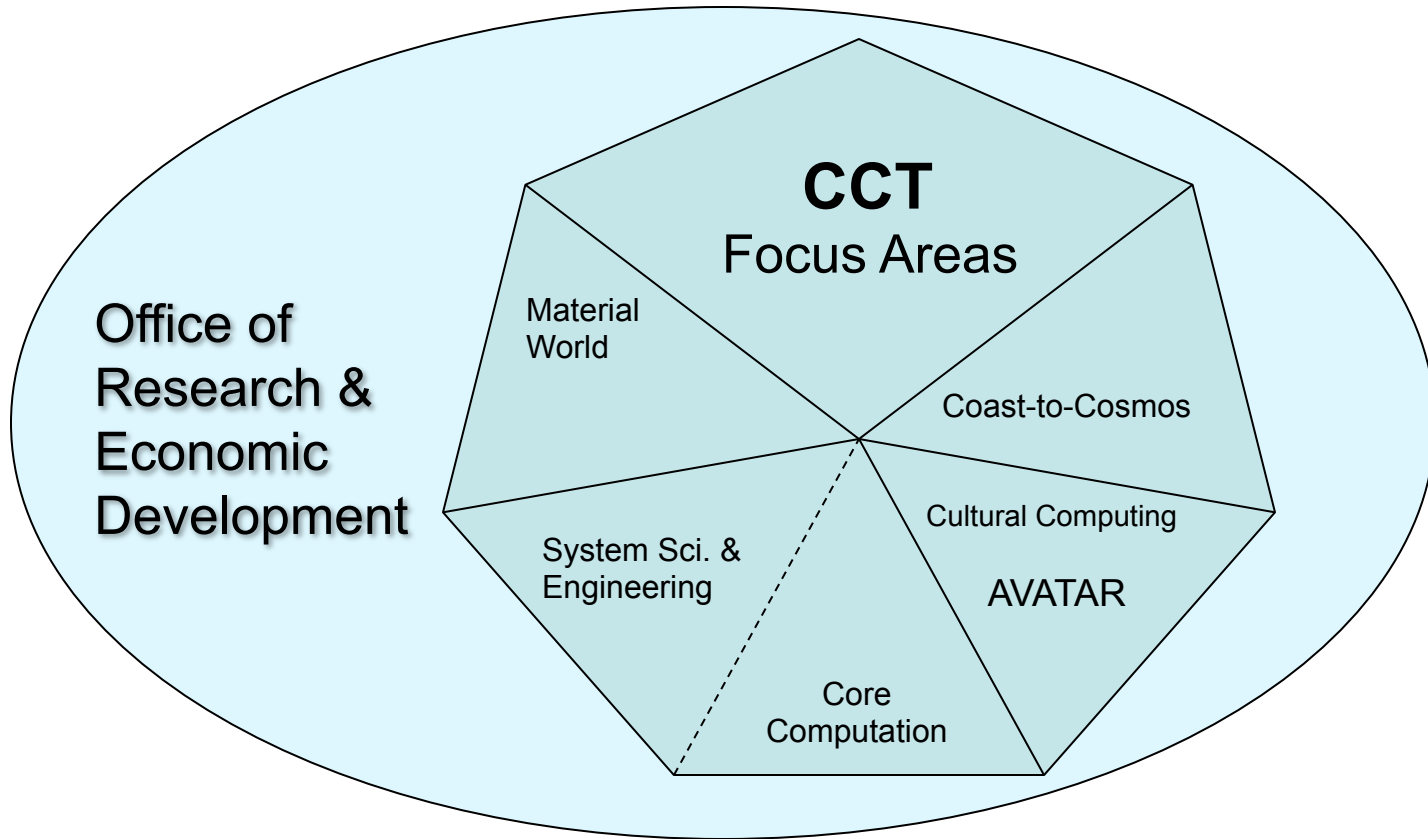 CCT
Focus Areas
Office of
Research &
Economic
Development
Material
World
Coast-to-Cosmos
System Sci. &
Engineering
Cultural Computing
AVATAR
Core
Computation